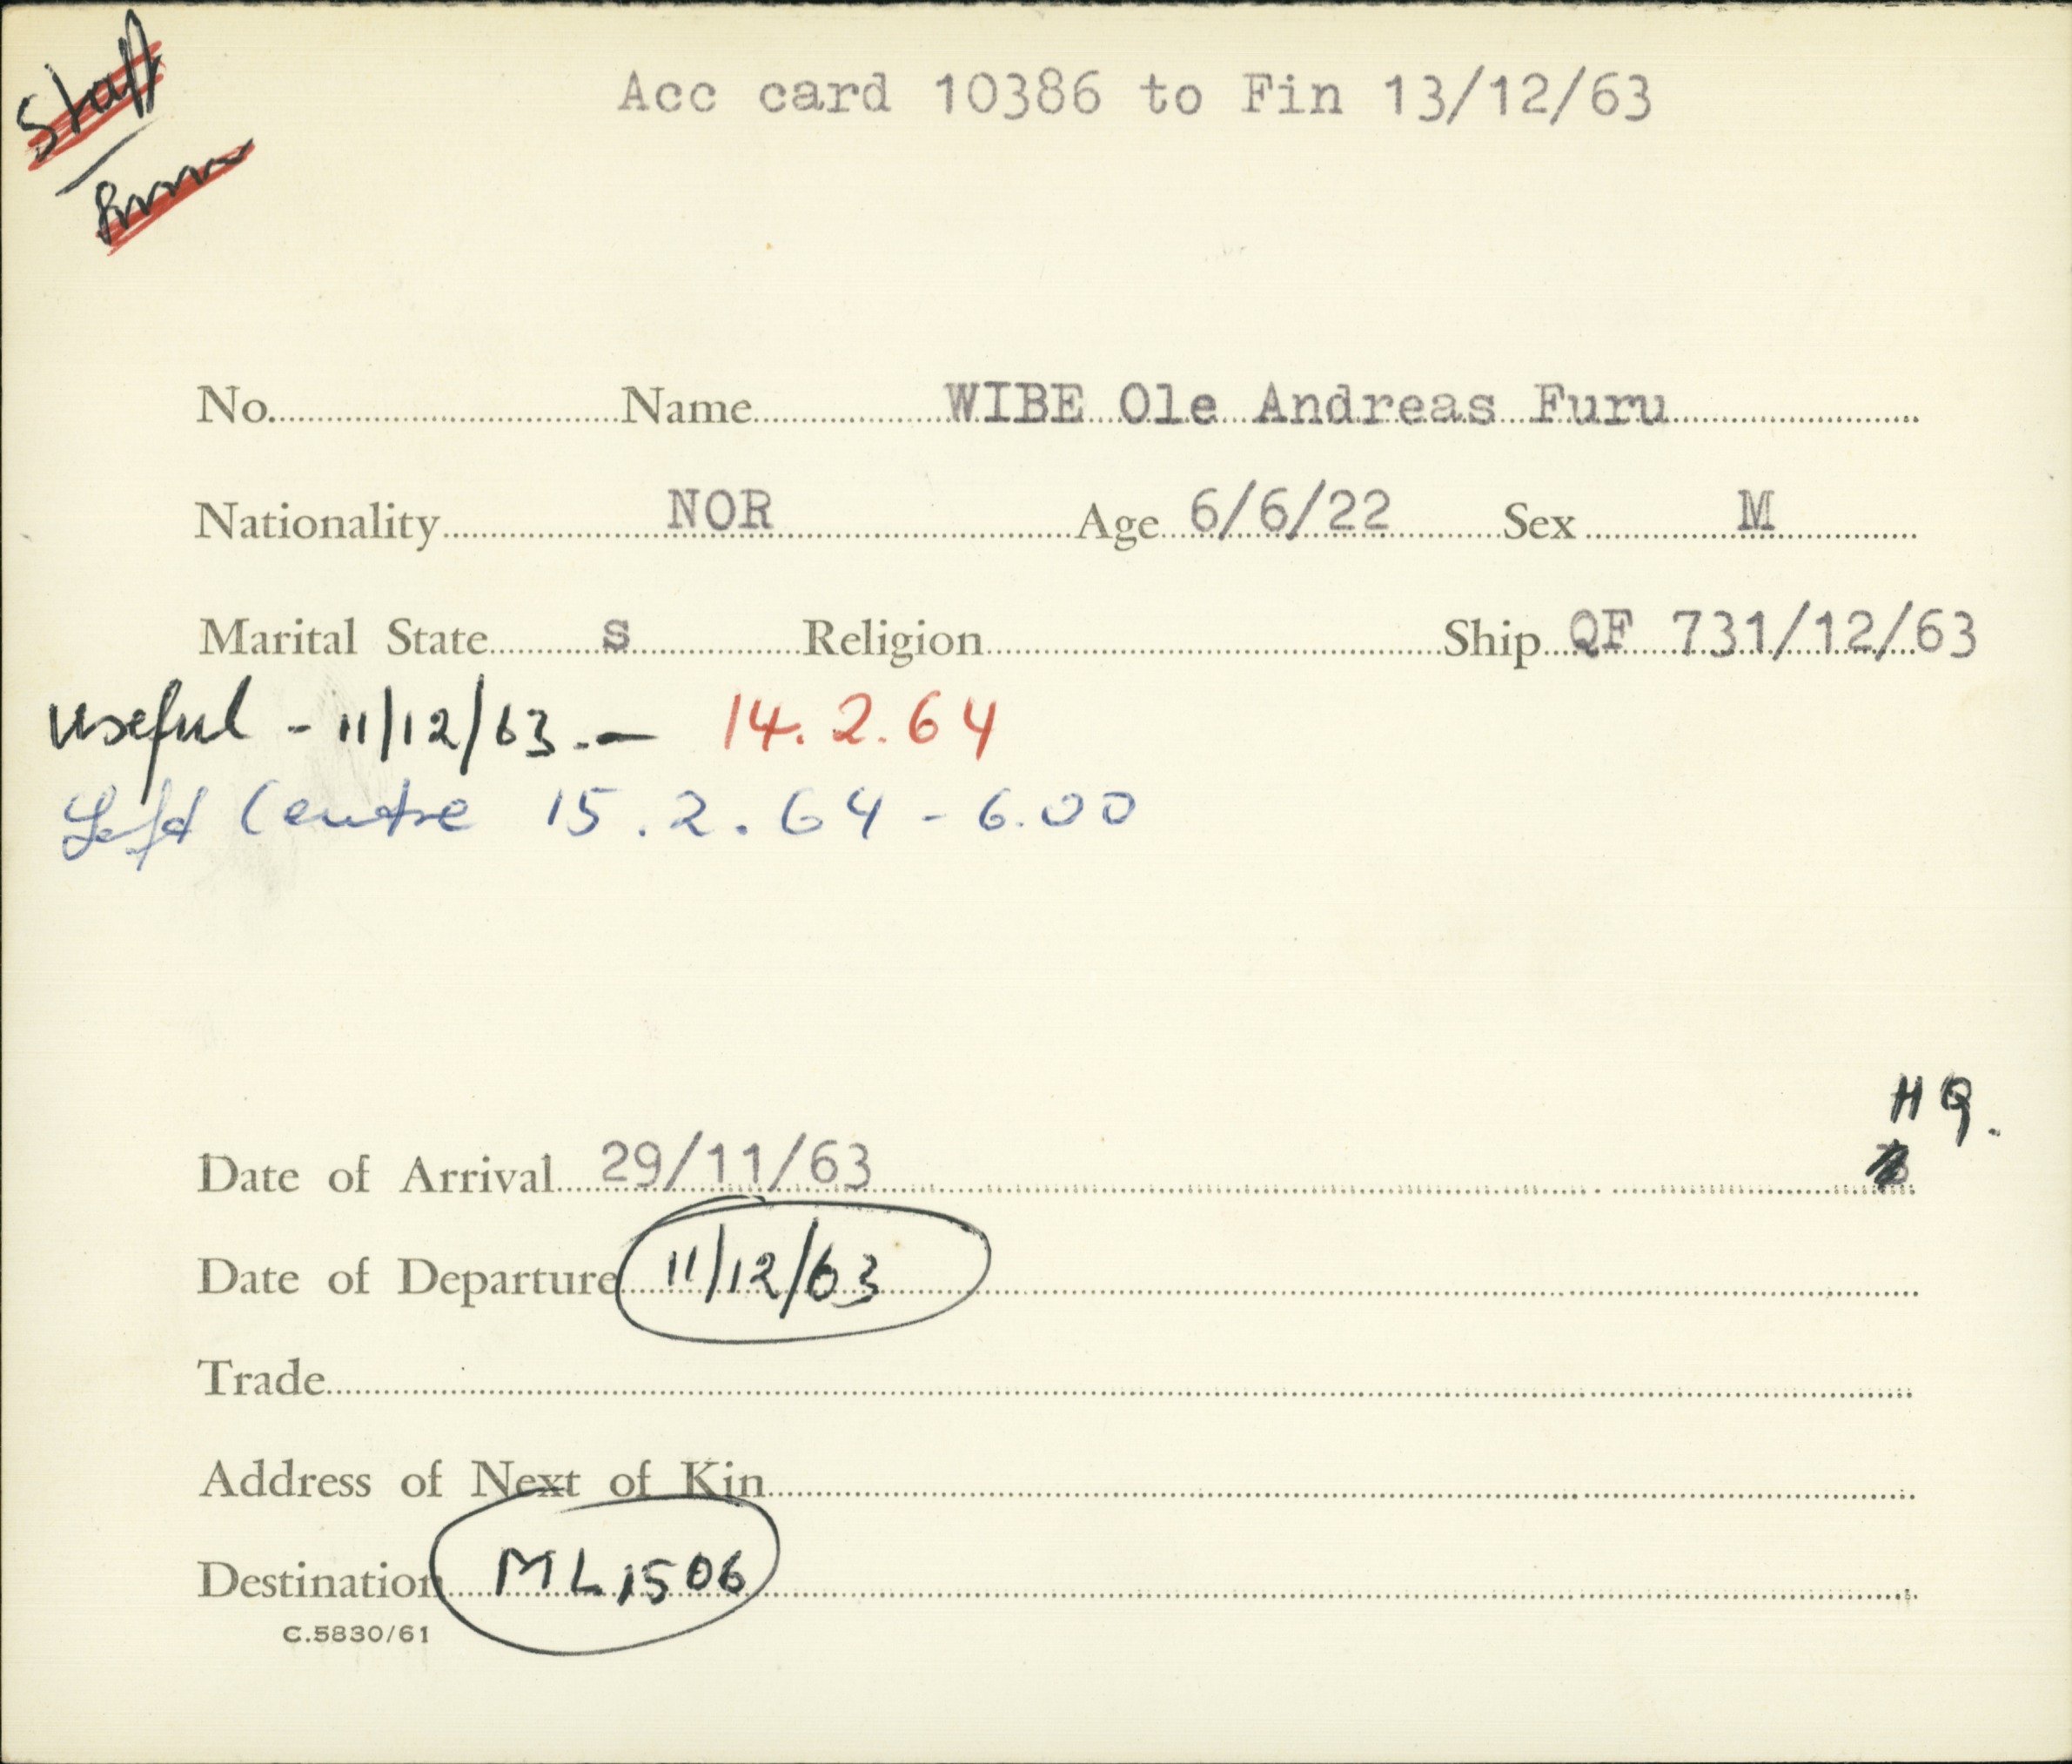 Staff
Acc card 10386 to Fin 13/12/63
No. Name WIBE Ole Andreas Furu
Nationality NOR Age 6/6/22 Sex M
Marital State s Religion Ship QF 731/12/63
Useful - 11/12/63. - 14.2.64
Left Centre 15.2.64 - 6.00
HQ.
Date of Arrival 29/11/63
Date of Departure 11/12/63
Trade
Address of Next of Kin
Destination ML1506
C.5830/61